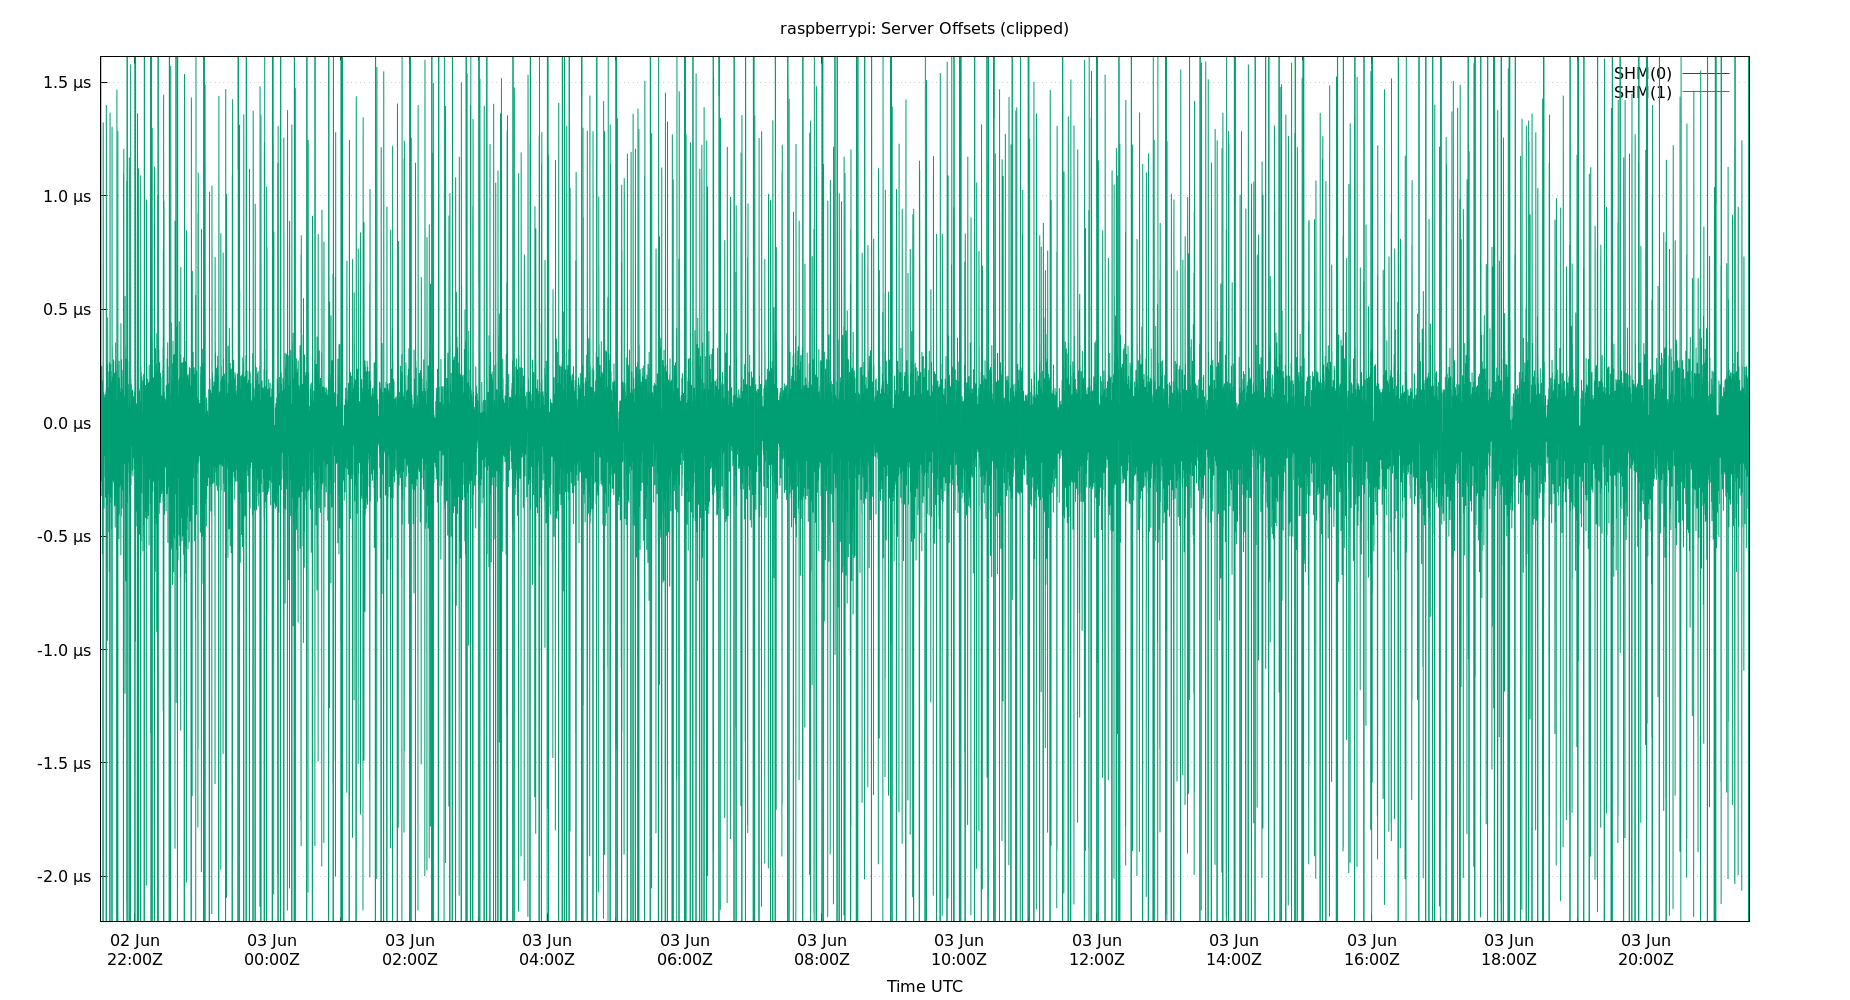 raspberrypi: Server Offsets (clipped)
SHM(0)
SHM(1)
1.5 µs
1.0 µs
0.5 µs
0.0 µs
-0.5 µs
-1.0 µs
-1.5 µs
-2.0 µs
02 Jun 03 Jun 03 Jun 03 Jun 03 Jun 03 Jun 03 Jun 03 Jun 03 Jun 03 Jun 03 Jun 03 Jun
22:00Z 00:00Z 02:00Z 04:00Z 06:00Z 08:00Z 10:00Z 12:00Z 14:00Z 16:00Z 18:00Z 20:00Z
Time UTC